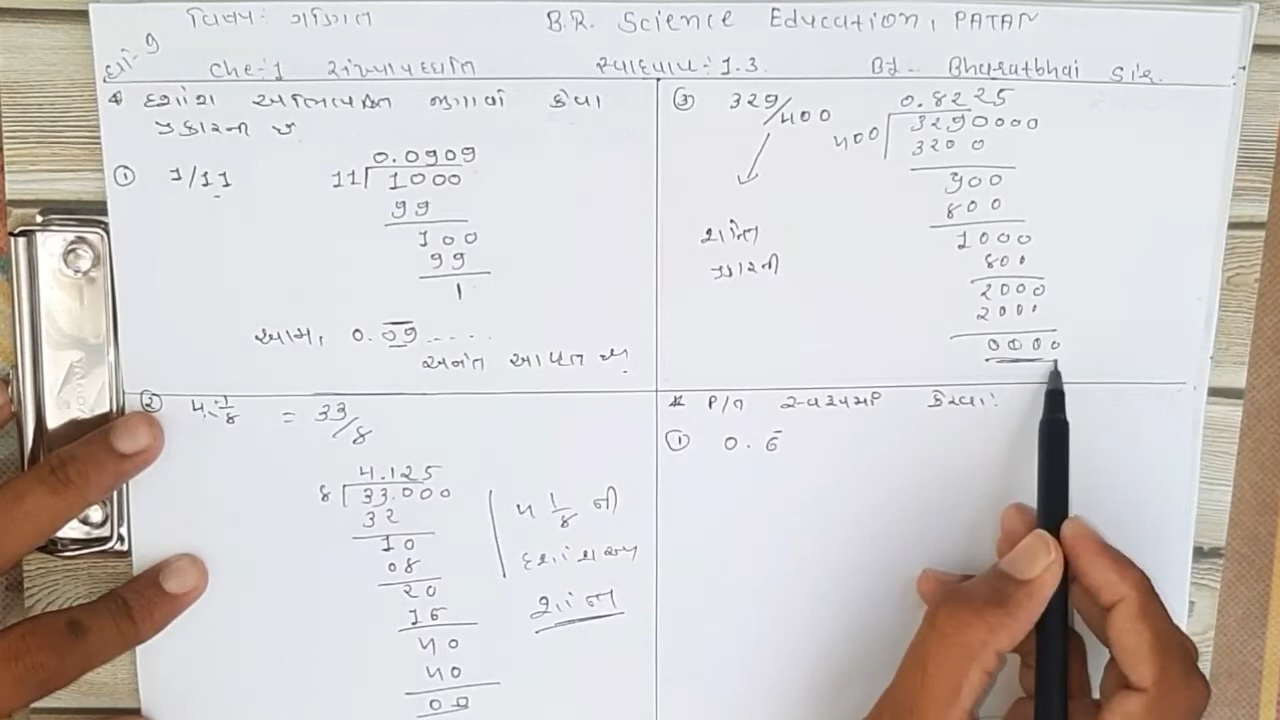 વિષય: ગણિત B.R. Science Education, PATAN
ધો-9
Che:-1 સંખ્યા પદ્ધતિ સ્વાધ્યાય: 1.3 By- Bharatbhai Sir.
* દશાંશ અભિવ્યક્તિ જણાવો કેવા
પ્રકારની છે
① 1/11
0.0909
11 1000
99
100
99
1
આમ, 0.09.....
અનંત આવૃત છે.
② 4 1/8 = 33/8
4.125
8 33.000
32
10
08
20
16
40
40
00
4 1/8 ની
દશાંશરૂપ
શાંત
③ 329/400
શાંત
પ્રકારની
0.8225
400 3290000
3200
900
800
1000
800
2000
2000
0000
* P/q સ્વરૂપમાં ફેરવો:
① 0.6̅